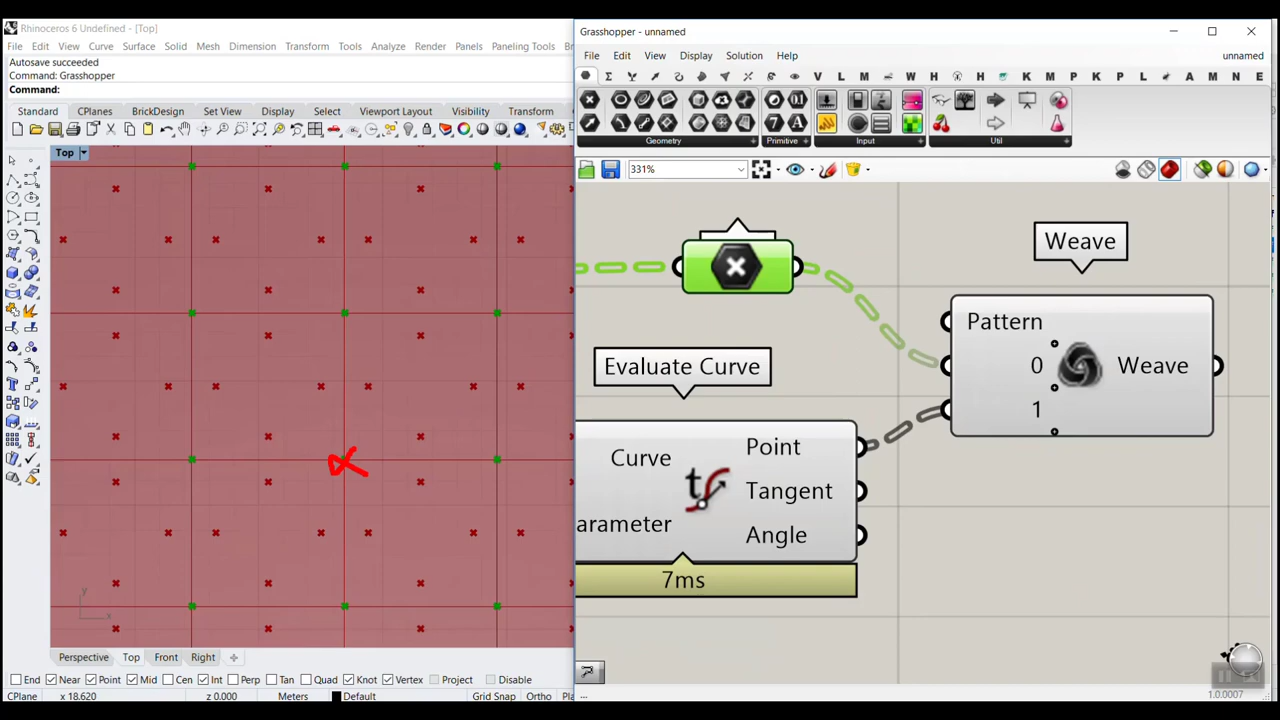 Rhinoceros 6 Undefined - [Top]
File Edit View Curve Surface Solid Mesh Dimension Transform Tools Analyze Render Panels Paneling Tools
Autosave succeeded
Command: Grasshopper
Command:
Standard CPlanes BrickDesign Set View Display Select Viewport Layout Visibility Transform
Top
y
x
Perspective Top Front Right
End Near Point Mid Cen Int Perp Tan Quad Knot Vertex Project Disable
CPlane x 18.620 z 0.000 Meters Default Grid Snap Ortho
Grasshopper - unnamed
File Edit View Display Solution Help unnamed
V L M W H H K M P K P L A M N E
Geometry Primitive Input Util
331%
Weave
Pattern
0
Weave
1
Evaluate Curve
Point
Curve
Tangent
arameter
Angle
7ms
...
1.0.0007